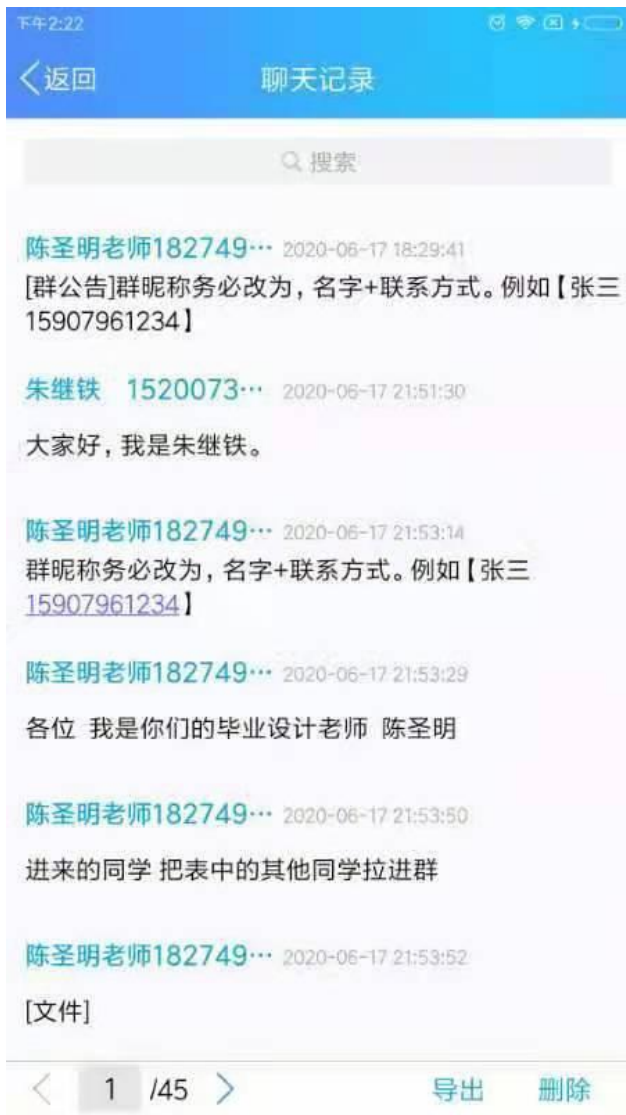 下午2:22
返回
聊天记录
搜索
陈圣明老师182749… 2020-06-17 18:29:41
[群公告]群昵称务必改为，名字+联系方式。例如【张三
15907961234】
朱继铁 1520073… 2020-06-17 21:51:30
大家好，我是朱继铁。
陈圣明老师182749… 2020-06-17 21:53:14
群昵称务必改为，名字+联系方式。例如【张三
15907961234】
陈圣明老师182749… 2020-06-17 21:53:29
各位 我是你们的毕业设计老师 陈圣明
陈圣明老师182749… 2020-06-17 21:53:50
进来的同学 把表中的其他同学拉进群
陈圣明老师182749… 2020-06-17 21:53:52
[文件]
1 /45 导出 删除